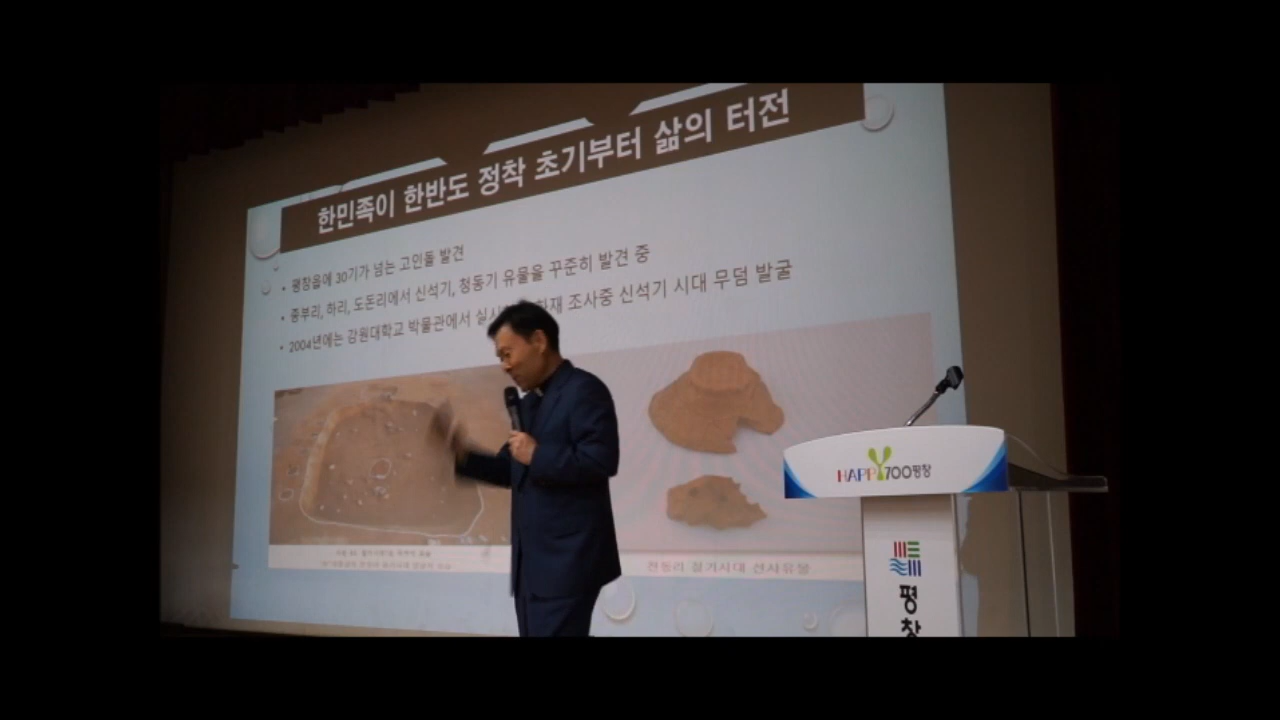 한민족이 한반도 정착 초기부터 삶의 터전
• 평창읍에 30기가 넘는 고인돌 발견
• 중부리, 하리, 도돈리에서 신석기, 청동기 유물을 꾸준히 발견 중
• 2004년에는 강원대학교 박물관에서 실시 화재 조사중 신석기 시대 무덤 발굴
천동리 철기시대 선사유물
HAPPY700평창
평창